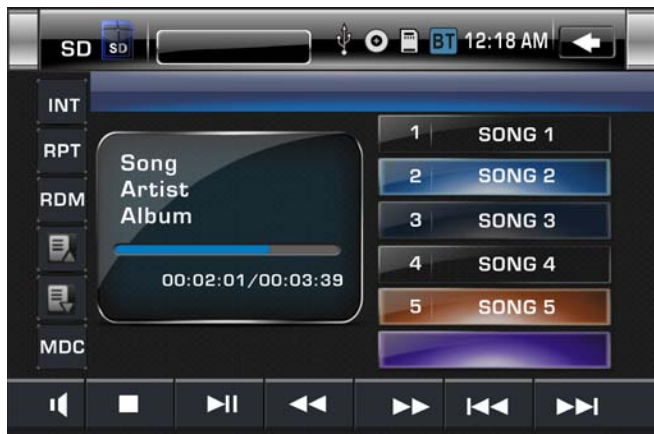 SD SD BT 12:18 AM
INT
RPT
RDM
MDC
Song
Artist
Album
00:02:01/00:03:39
1 SONG 1
2 SONG 2
3 SONG 3
4 SONG 4
5 SONG 5